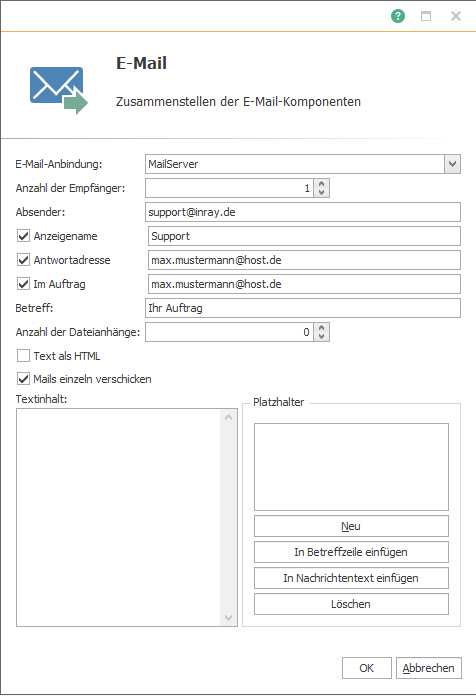 ?
E-Mail
Zusammenstellen der E-Mail-Komponenten
E-Mail-Anbindung: MailServer
Anzahl der Empfänger: 1
Absender: support@inray.de
Anzeigename Support
Antwortadresse max.mustermann@host.de
Im Auftrag max.mustermann@host.de
Betreff: Ihr Auftrag
Anzahl der Dateianhänge: 0
Text als HTML
Mails einzeln verschicken
Textinhalt:
Platzhalter
Neu
In Betreffzeile einfügen
In Nachrichtentext einfügen
Löschen
OK Abbrechen